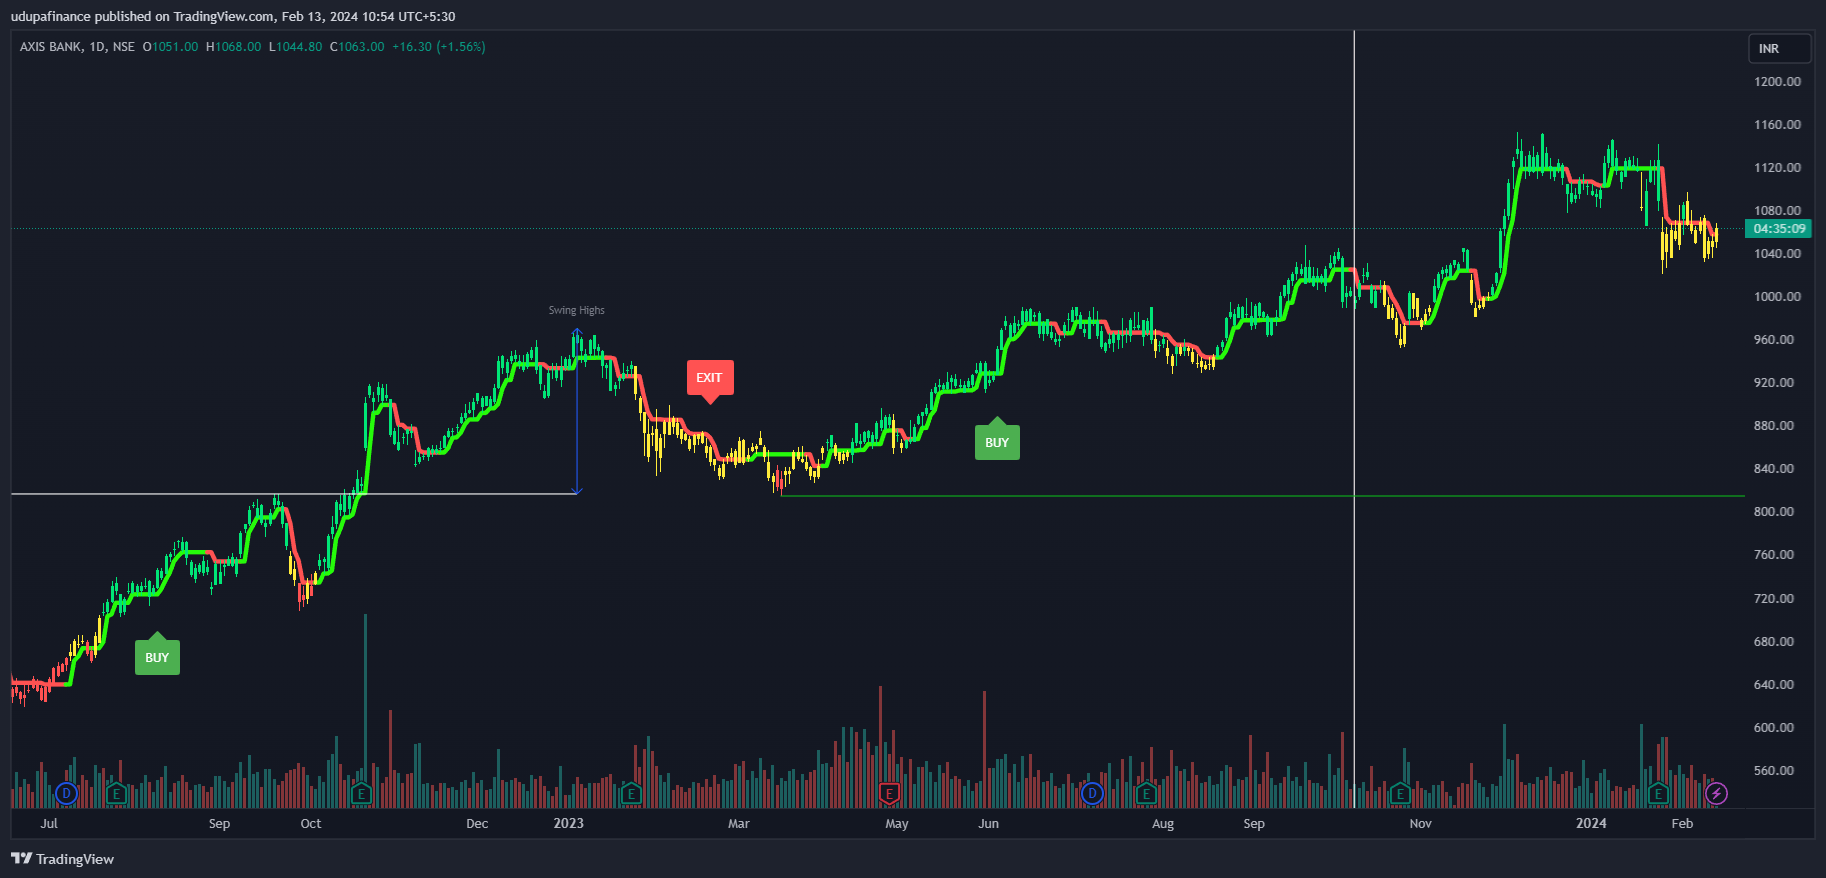 udupafinance published on TradingView.com, Feb 13, 2024 10:54 UTC+5:30
AXIS BANK, 1D, NSE O1051.00 H1068.00 L1044.80 C1063.00 +16.30 (+1.56%)
INR
1200.00
1160.00
1120.00
1080.00
04:35:09
1040.00
1000.00
960.00
920.00
880.00
840.00
800.00
760.00
720.00
680.00
640.00
600.00
560.00
Swing Highs
EXIT
BUY
BUY
D E E E E D E E E
Jul Sep Oct Dec 2023 Mar May Jun Aug Sep Nov 2024 Feb
TradingView